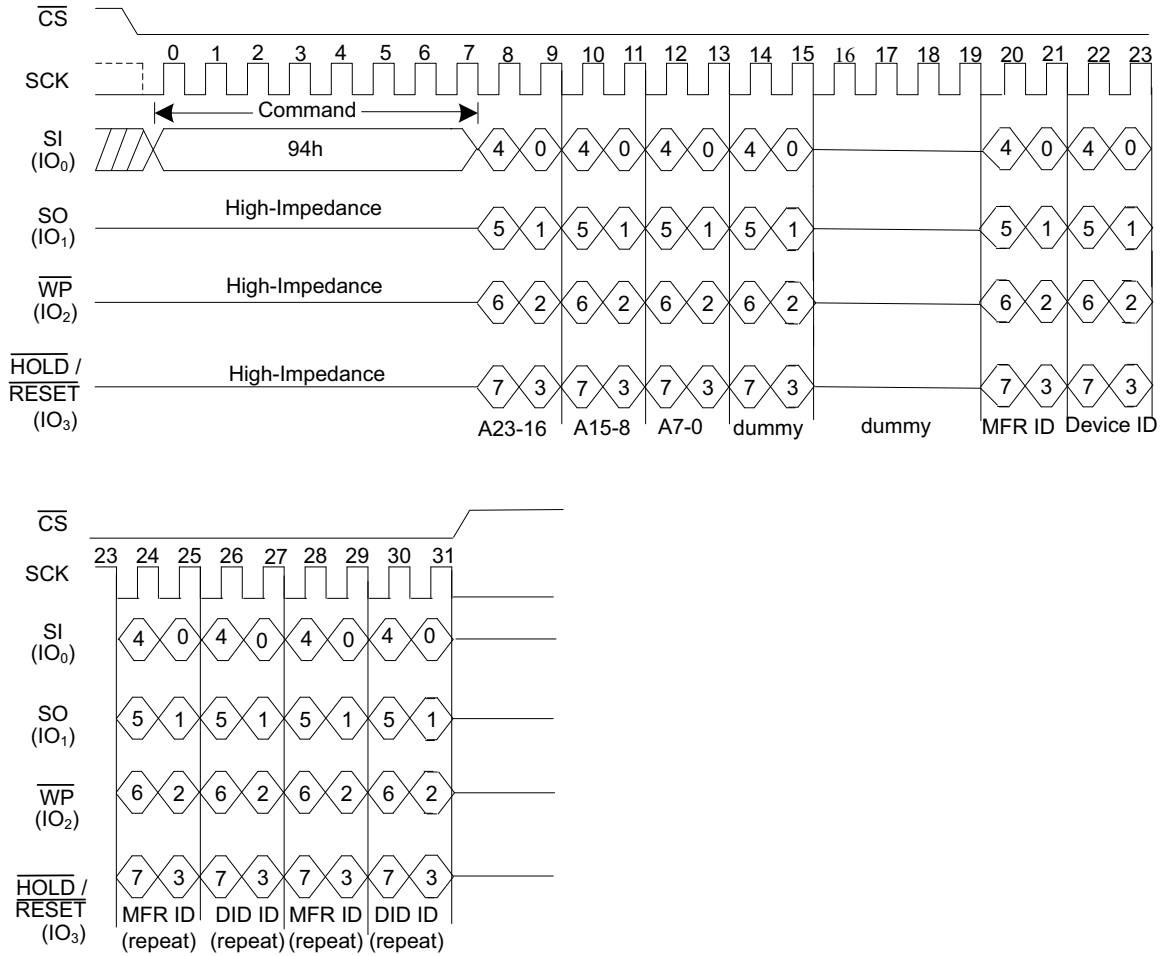 CS
0 1 2 3 4 5 6 7 8 9 10 11 12 13 14 15 16 17 18 19 20 21 22 23
SCK
Command
SI
(IO₀)
94h
4 0 4 0 4 0 4 0 4 0 4 0
SO
(IO₁)
High-Impedance
5 1 5 1 5 1 5 1 5 1 5 1
WP
(IO₂)
High-Impedance
6 2 6 2 6 2 6 2 6 2 6 2
HOLD /
RESET
(IO₃)
High-Impedance
7 3 7 3 7 3 7 3 7 3 7 3
A23-16 A15-8 A7-0 dummy dummy MFR ID Device ID
CS
23 24 25 26 27 28 29 30 31
SCK
SI
(IO₀)
4 0 4 0 4 0 4 0
SO
(IO₁)
5 1 5 1 5 1 5 1
WP
(IO₂)
6 2 6 2 6 2 6 2
HOLD /
RESET
(IO₃)
7 3 7 3 7 3 7 3
MFR ID DID ID MFR ID DID ID
(repeat) (repeat) (repeat) (repeat)